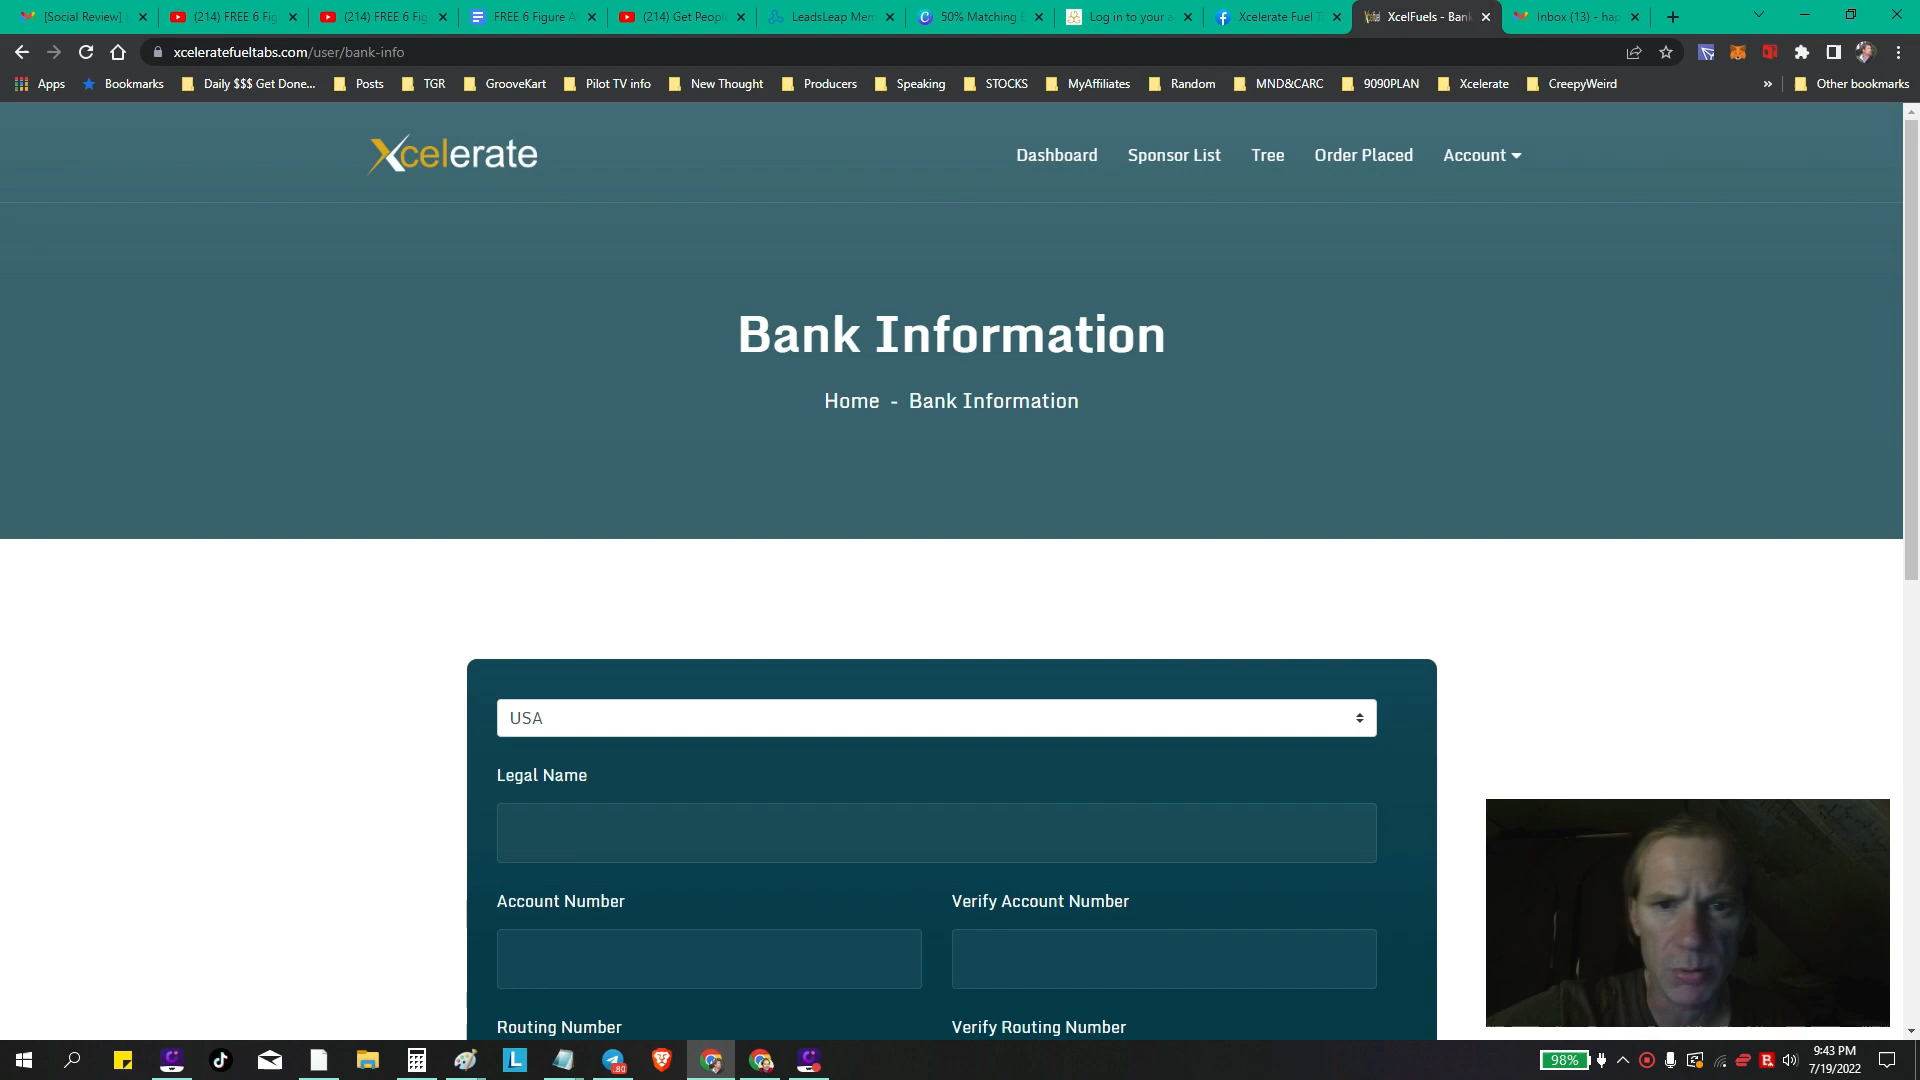 [Social Review]
(214) FREE 6 Fig
(214) FREE 6 Fig
FREE 6 Figure A
(214) Get Peopl
LeadsLeap Mem
50% Matching
Log in to your a
Xcelerate Fuel T
XcelFuels - Bank
Inbox (13) - hap
xceleratefueltabs.com/user/bank-info
Apps
Bookmarks
Daily $$$ Get Done...
Posts
TGR
GrooveKart
Pilot TV info
New Thought
Producers
Speaking
STOCKS
MyAffiliates
Random
MND&CARC
9090PLAN
Xcelerate
CreepyWeird
»
Other bookmarks
Xcelerate
Dashboard
Sponsor List
Tree
Order Placed
Account
Bank Information
Home - Bank Information
USA
Legal Name
Account Number
Verify Account Number
Routing Number
Verify Routing Number
98%
9:43 PM
7/19/2022